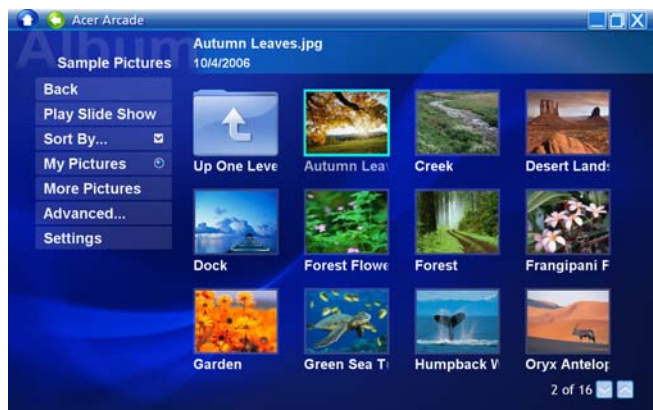 Acer Arcade
Album
Autumn Leaves.jpg
Sample Pictures
10/4/2006
Back
Play Slide Show
Sort By...
My Pictures
More Pictures
Advanced...
Settings
Up One Leve
Autumn Leav
Creek
Desert Lands
Dock
Forest Flowe
Forest
Frangipani F
Garden
Green Sea T
Humpback W
Oryx Antelop
2 of 16